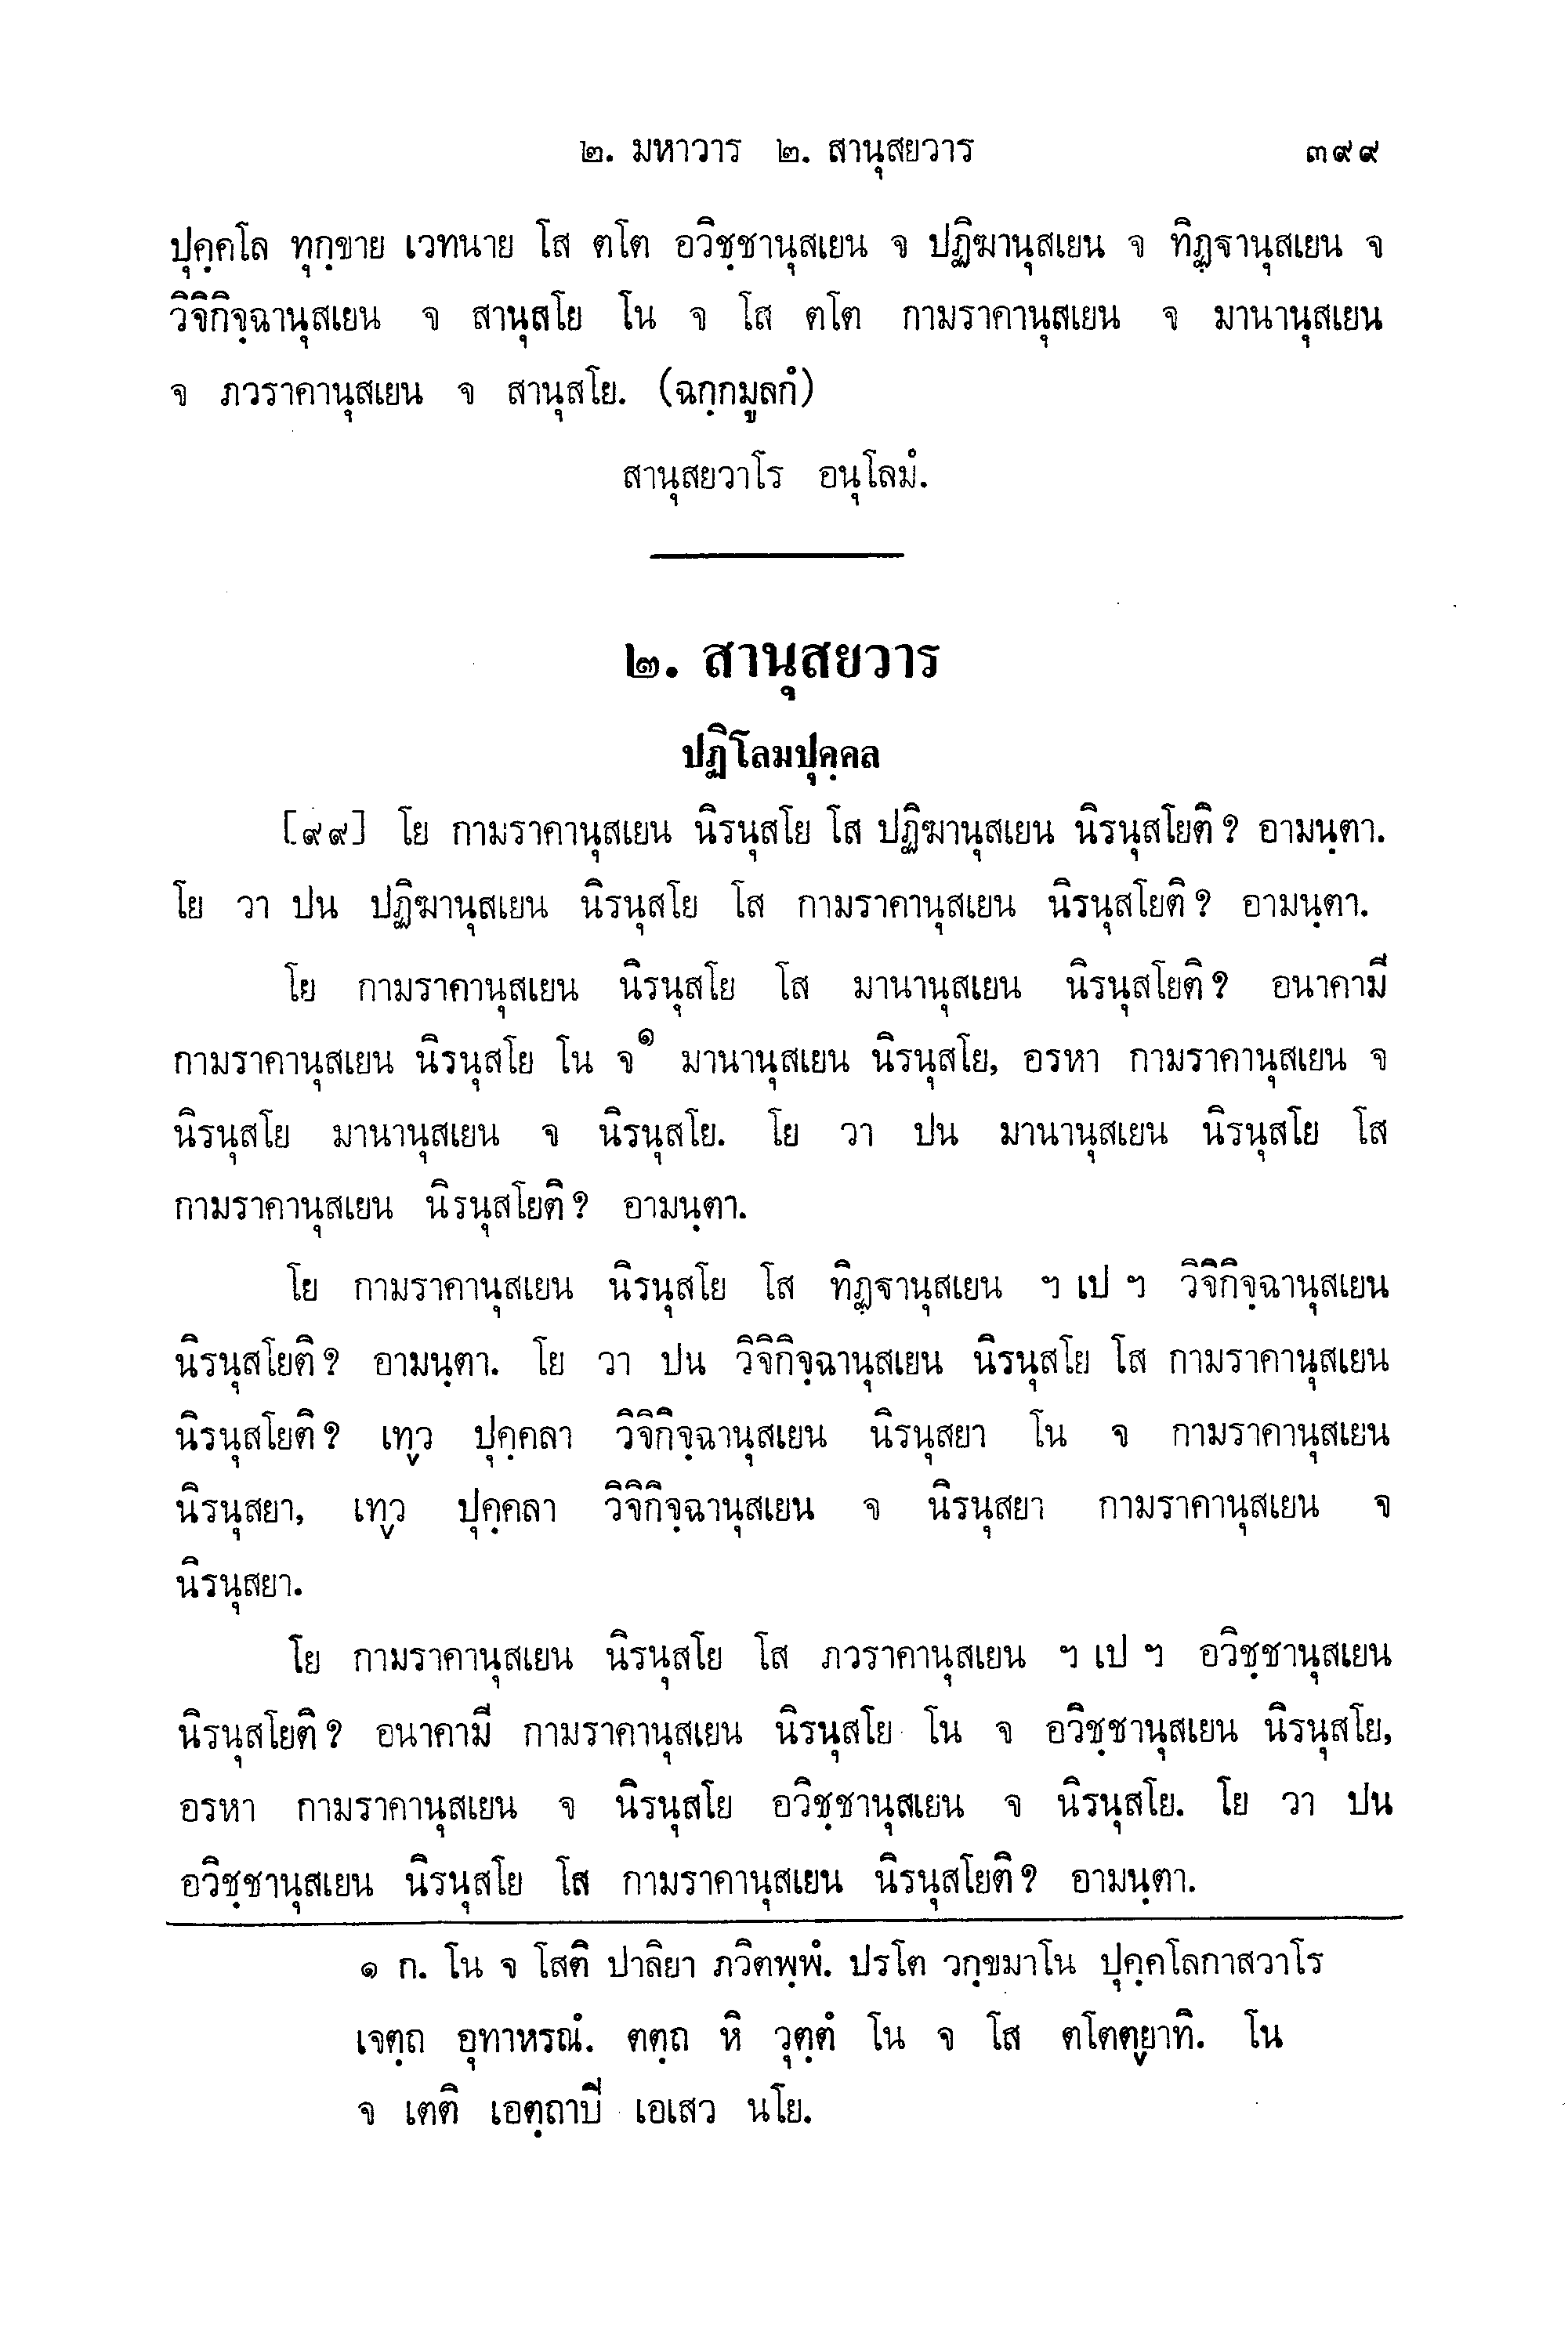 ๒. มหาวาร ๒. สานุสยวาร ๓๙๙
ปุคฺคโล ทุกฺขาย เวทนาย โส ตโต อวิชฺชานุสเยน จ ปฏิฆานุสเยน จ ทิฏฺฐานุสเยน จ
วิจิกิจฺฉานุสเยน จ สานุสโย โน จ โส ตโต กามราคานุสเยน จ มานานุสเยน
จ ภวราคานุสเยน จ สานุสโย. (ฉกฺกมูลกํ)
สานุสยวาโร อนุโลมํ.
๒. สานุสยวาร
ปฏิโลมปุคฺคล
[๙๙] โย กามราคานุสเยน นิรนุสโย โส ปฏิฆานุสเยน นิรนุสโยติ? อามนฺตา.
โย วา ปน ปฏิฆานุสเยน นิรนุสโย โส กามราคานุสเยน นิรนุสโยติ? อามนฺตา.
โย กามราคานุสเยน นิรนุสโย โส มานานุสเยน นิรนุสโยติ? อนาคามี
กามราคานุสเยน นิรนุสโย โน จ๑ มานานุสเยน นิรนุสโย, อรหา กามราคานุสเยน จ
นิรนุสโย มานานุสเยน จ นิรนุสโย. โย วา ปน มานานุสเยน นิรนุสโย โส
กามราคานุสเยน นิรนุสโยติ? อามนฺตา.
โย กามราคานุสเยน นิรนุสโย โส ทิฏฺฐานุสเยน ฯ เป ฯ วิจิกิจฺฉานุสเยน
นิรนุสโยติ? อามนฺตา. โย วา ปน วิจิกิจฺฉานุสเยน นิรนุสโย โส กามราคานุสเยน
นิรนุสโยติ? เทฺว ปุคฺคลา วิจิกิจฺฉานุสเยน นิรนุสยา โน จ กามราคานุสเยน
นิรนุสยา, เทฺว ปุคฺคลา วิจิกิจฺฉานุสเยน จ นิรนุสยา กามราคานุสเยน จ
นิรนุสยา.
โย กามราคานุสเยน นิรนุสโย โส ภวราคานุสเยน ฯ เป ฯ อวิชฺชานุสเยน
นิรนุสโยติ? อนาคามี กามราคานุสเยน นิรนุสโย โน จ อวิชฺชานุสเยน นิรนุสโย,
อรหา กามราคานุสเยน จ นิรนุสโย อวิชฺชานุสเยน จ นิรนุสโย. โย วา ปน
อวิชฺชานุสเยน นิรนุสโย โส กามราคานุสเยน นิรนุสโยติ? อามนฺตา.
๑ ก. โน จ โสติ ปาลิยา ภวิตพฺพํ. ปรโต วกฺขมาโน ปุคฺคโลกาสวาโร
เจตฺถ อุทาหรณํ. ตตฺถ หิ วุตฺตํ โน จ โส ตโตตฺยูาทิ. โน
จ เตติ เอตฺถาปี เอเสว นโย.